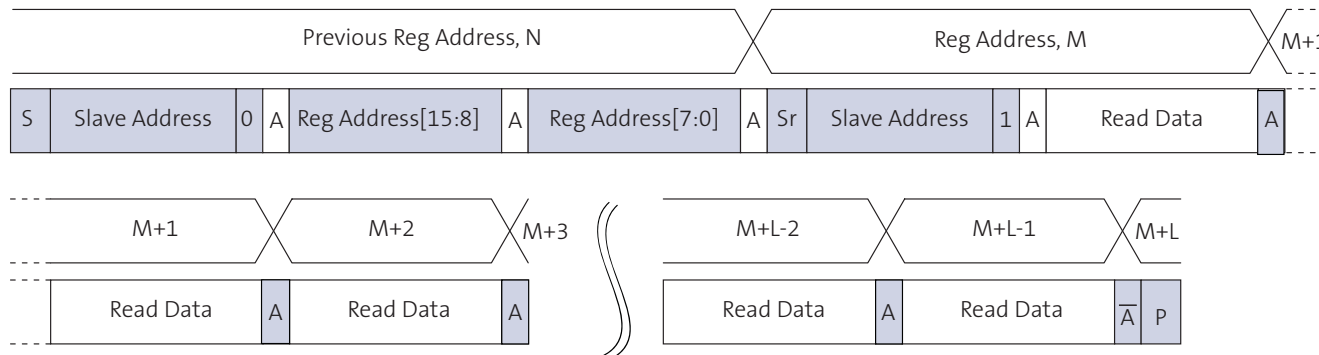 Previous Reg Address, N Reg Address, M M+1
S Slave Address 0 A Reg Address[15:8] A Reg Address[7:0] A Sr Slave Address 1 A Read Data A
M+1 M+2 M+3 M+L-2 M+L-1 M+L
Read Data A Read Data A Read Data A Read Data A̅ P